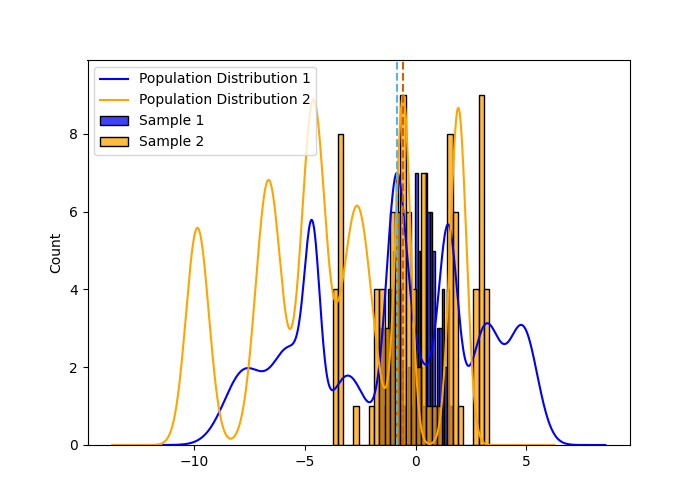 Population Distribution 1
Population Distribution 2
Sample 1
Sample 2
Count
8
6
4
2
0
−10
−5
0
5